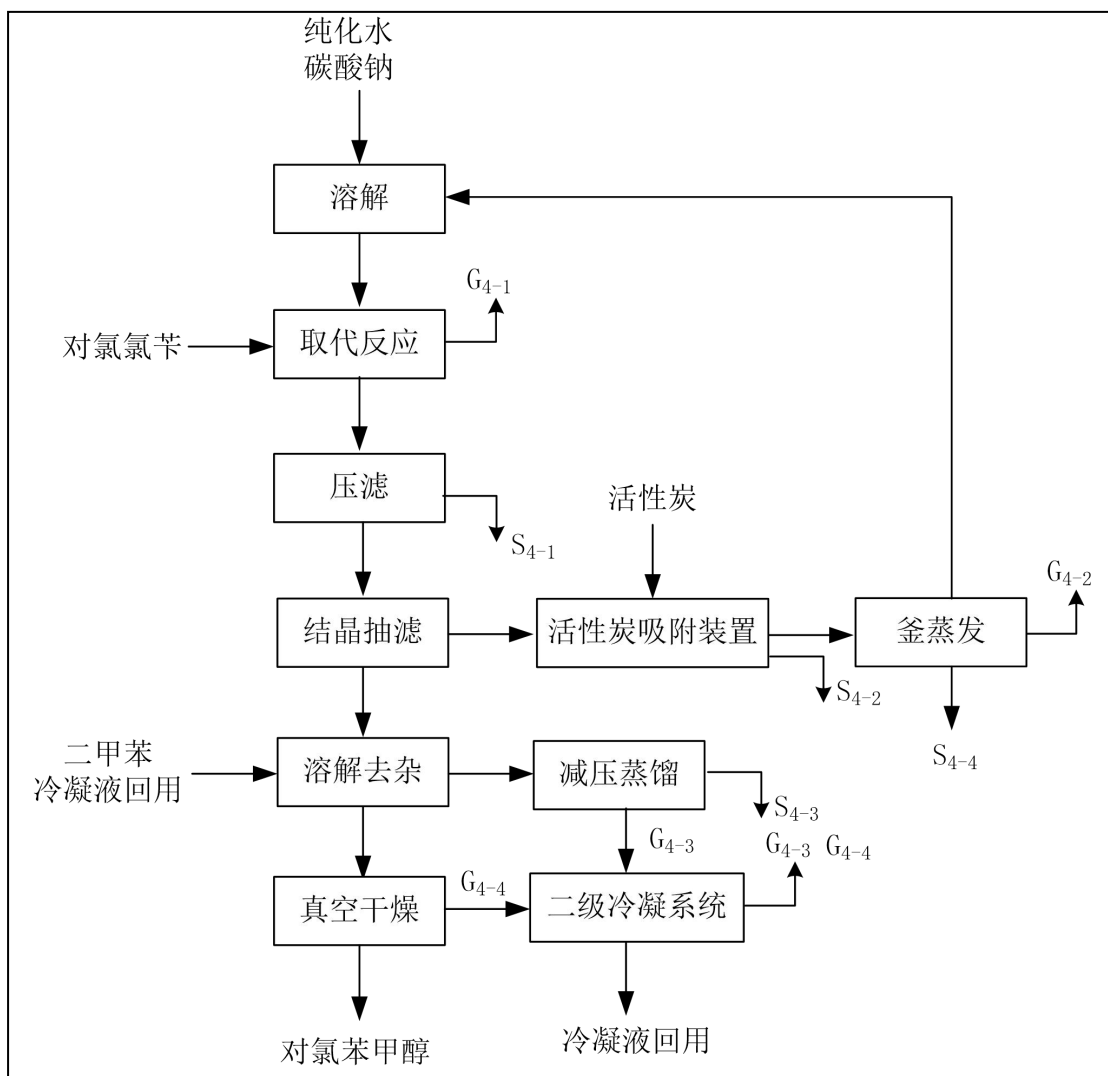 纯化水
碳酸钠
溶解
G4-1
对氯氯苄
取代反应
压滤
S4-1
活性炭
G4-2
结晶抽滤
活性炭吸附装置
釜蒸发
S4-2
S4-4
二甲苯
冷凝液回用
溶解去杂
减压蒸馏
S4-3
G4-3
G4-3 G4-4
G4-4
真空干燥
二级冷凝系统
对氯苯甲醇
冷凝液回用